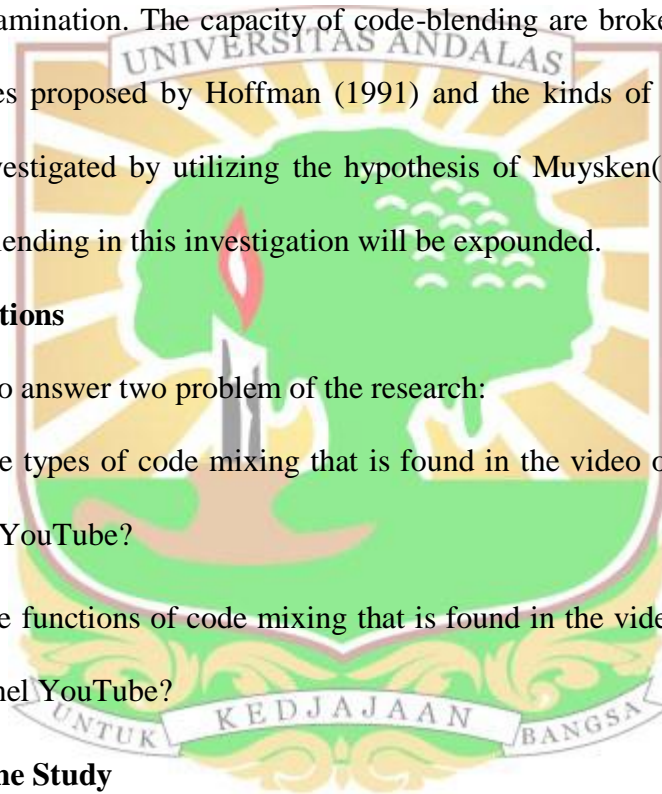 amination. The capacity of code-blending are broke
UNIVERSITAS ANDALAS
es proposed by Hoffman (1991) and the kinds of
vestigated by utilizing the hypothesis of Muysken(
lending in this investigation will be expounded.
tions
o answer two problem of the research:
e types of code mixing that is found in the video o
YouTube?
e functions of code mixing that is found in the vide
nel YouTube?
UNTUK KEDJAJAAN BANGSA
ne Study